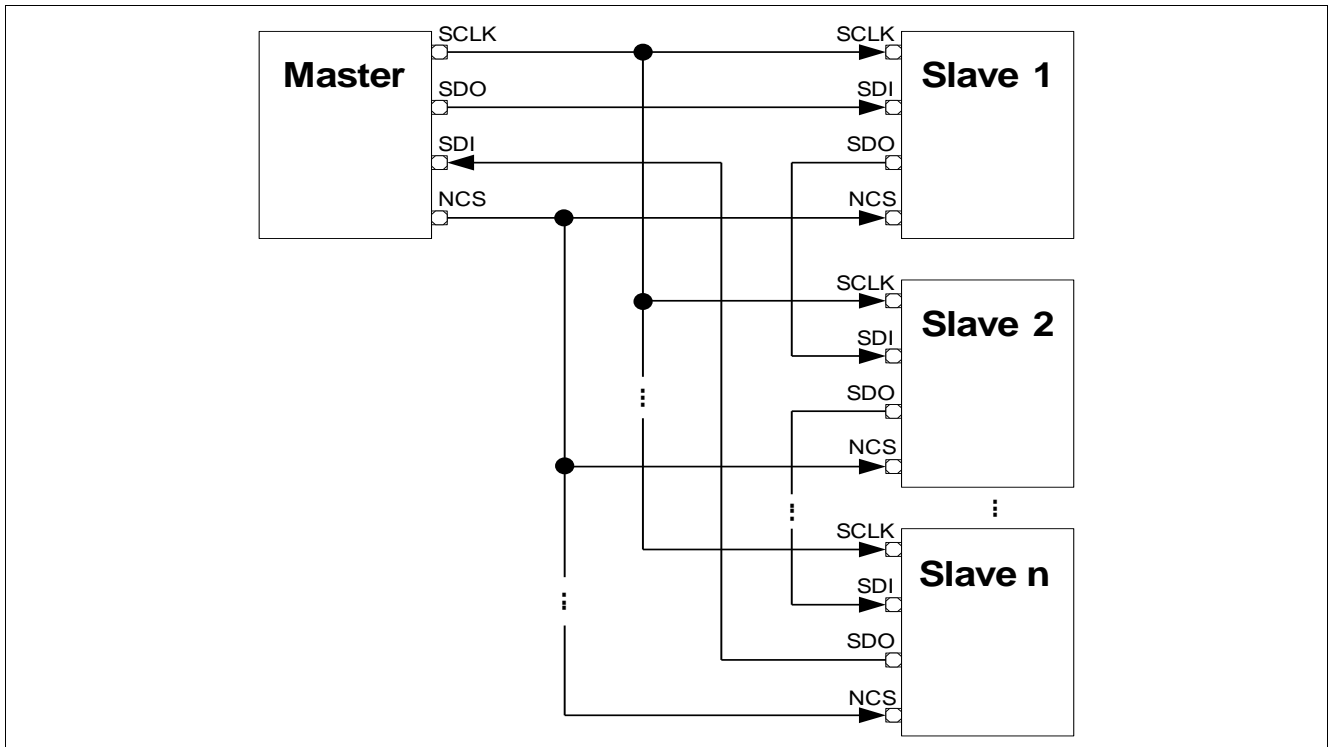 Master
SCLK
SDO
SDI
NCS
SCLK
SDI
SDO
NCS
Slave 1
SCLK
SDI
SDO
NCS
Slave 2
...
...
...
...
SCLK
SDI
SDO
NCS
Slave n